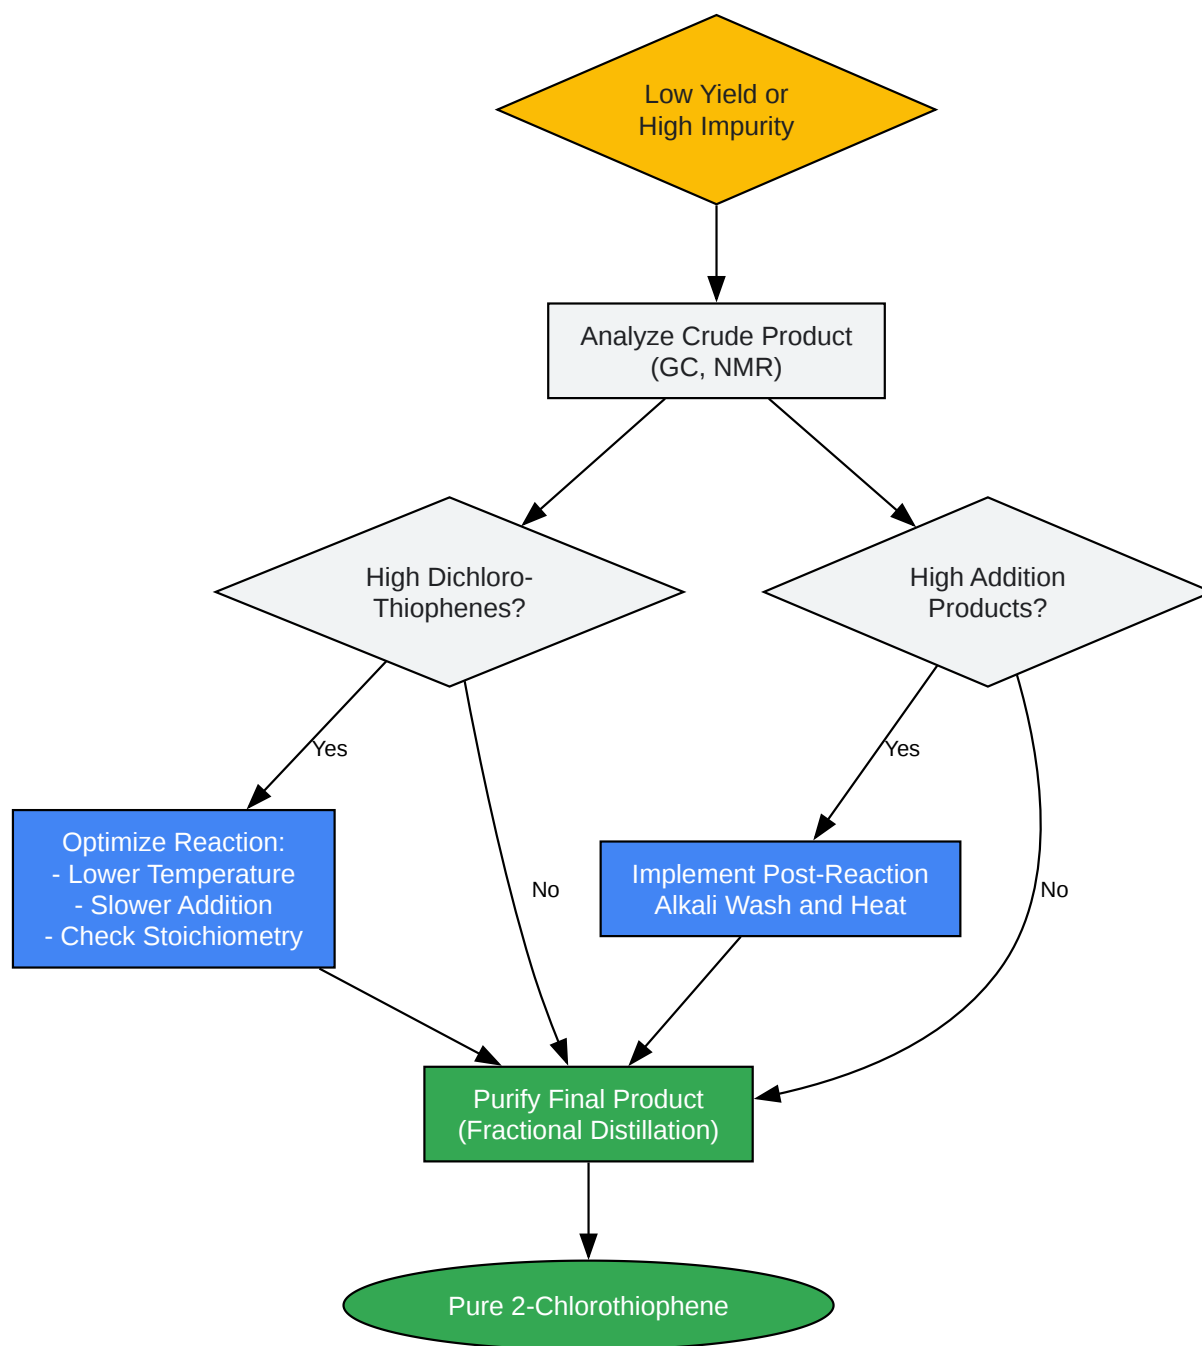 Low Yield or
High Impurity
Analyze Crude Product
(GC, NMR)
High Dichloro-
Thiophenes?
High Addition
Products?
Yes
Yes
Optimize Reaction:
- Lower Temperature
- Slower Addition
- Check Stoichiometry
Implement Post-Reaction
Alkali Wash and Heat
No
No
Purify Final Product
(Fractional Distillation)
Pure 2-Chlorothiophene